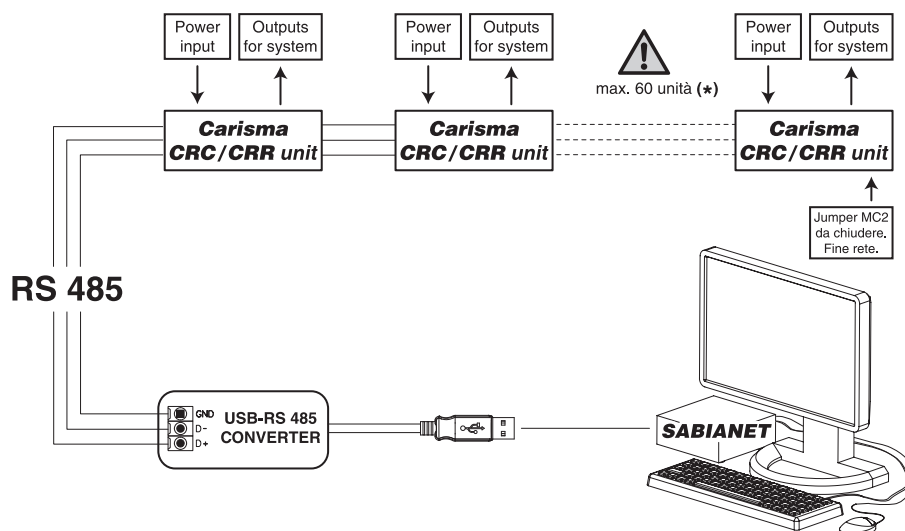 Power
input
Outputs
for system
Power
input
Outputs
for system
max. 60 unità (*)
Power
input
Outputs
for system
Carisma
CRC/CRR unit
Carisma
CRC/CRR unit
Carisma
CRC/CRR unit
Jumper MC2
da chiudere.
Fine rete.
RS 485
GND
D-
D+
USB-RS 485
CONVERTER
SABIANET